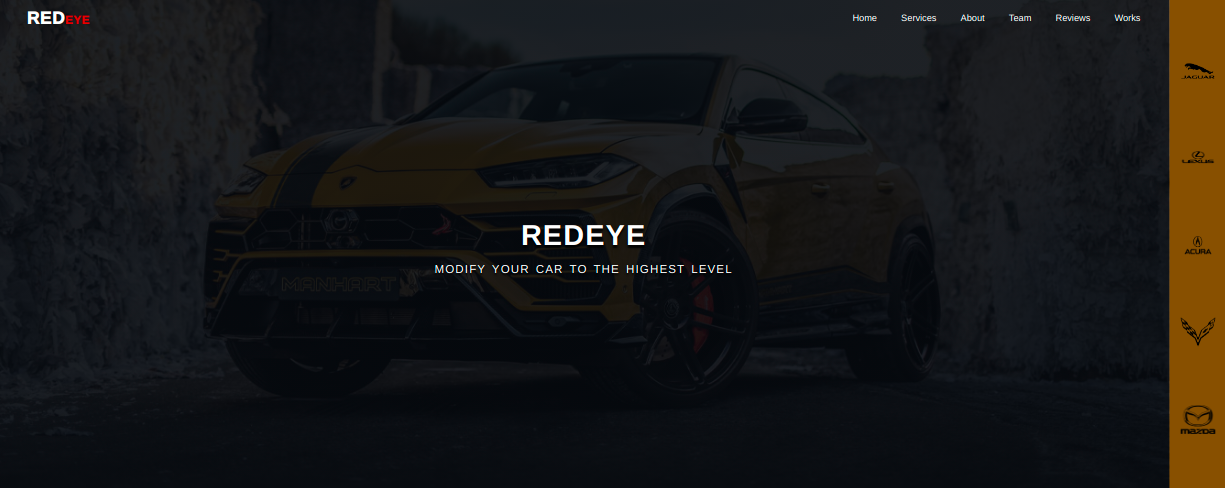 REDEYE
Home Services About Team Reviews Works
JAGUAR
LEXUS
ACURA
REDEYE
MODIFY YOUR CAR TO THE HIGHEST LEVEL
MANHART
mazda